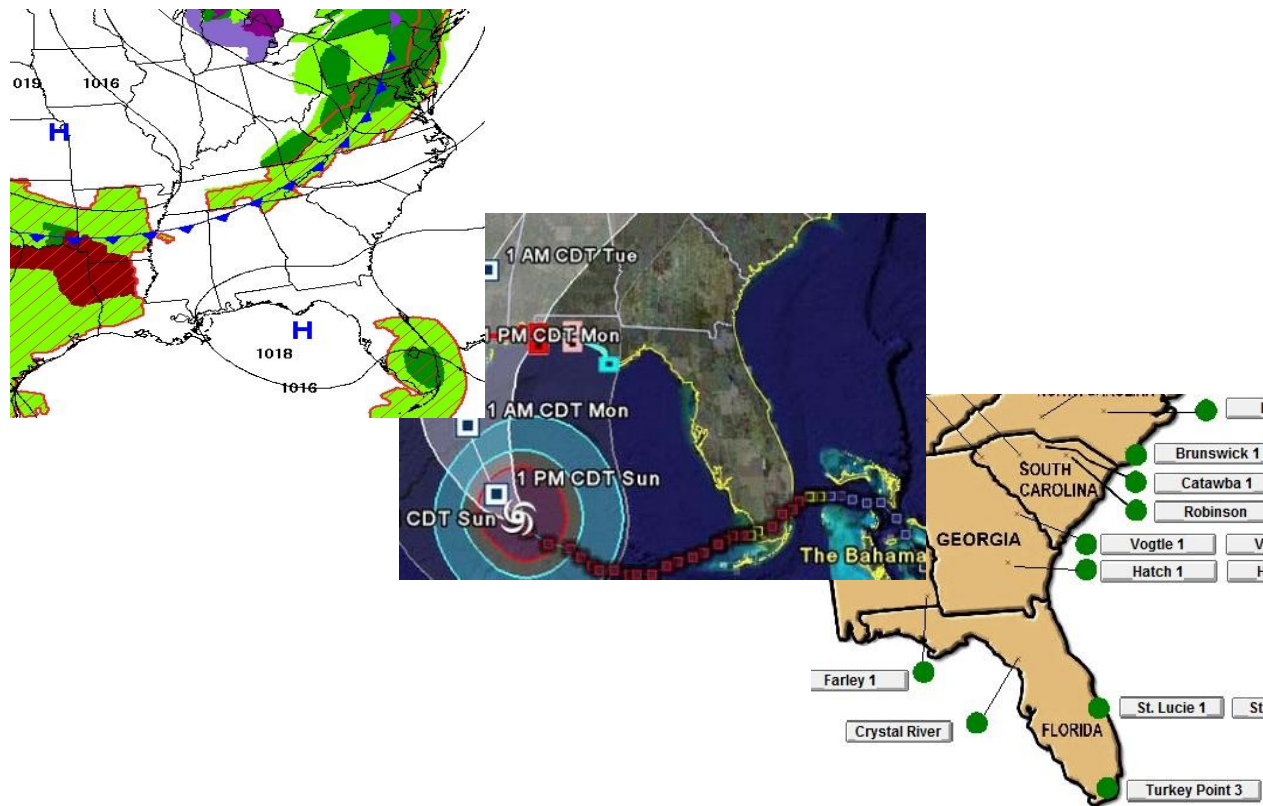 019 1016
H
H
1018
1016
1 AM CDT Tue
PM CDT Mon
1 AM CDT Mon
1 PM CDT Sun
CDT Sun
The Bahama
Brunswick 1
SOUTH
CAROLINA
Catawba 1
Robinson
GEORGIA
Vogtle 1 V
Hatch 1 H
Farley 1
St. Lucie 1 St
Crystal River
FLORIDA
Turkey Point 3